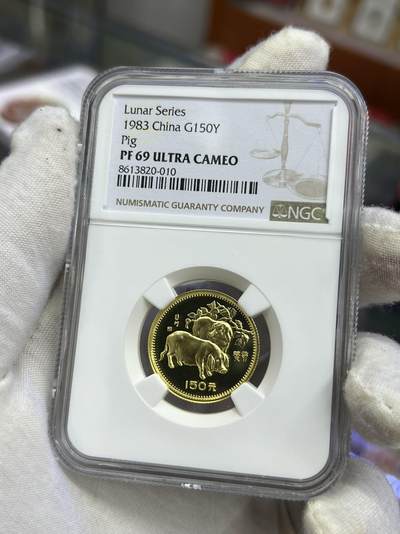 Lunar Series
1983 China G150Y
Pig
PF 69 ULTRA CAMEO
8613820-010
NUMISMATIC GUARANTY COMPANY
NGC
150元